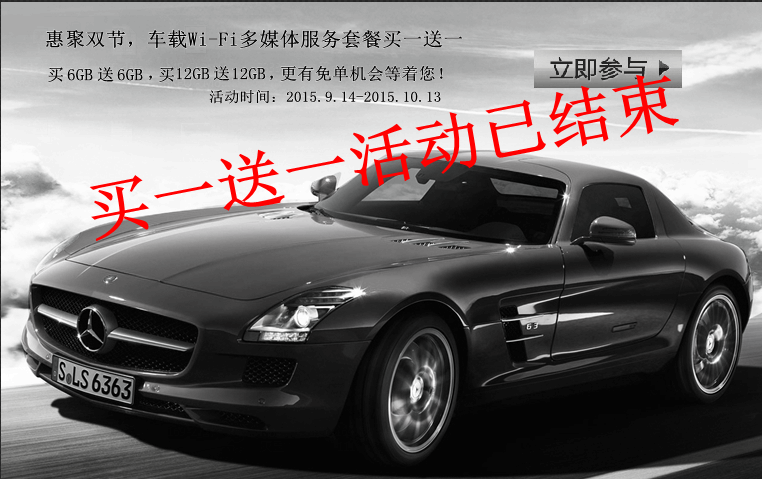 惠聚双节，车载Wi-Fi多媒体服务套餐买一送一
买6GB送6GB，买12GB送12GB，更有免单机会等着您！
活动时间：2015.9.14-2015.10.13
立即参与
买一送一活动已结束
6.3
S LS 6363